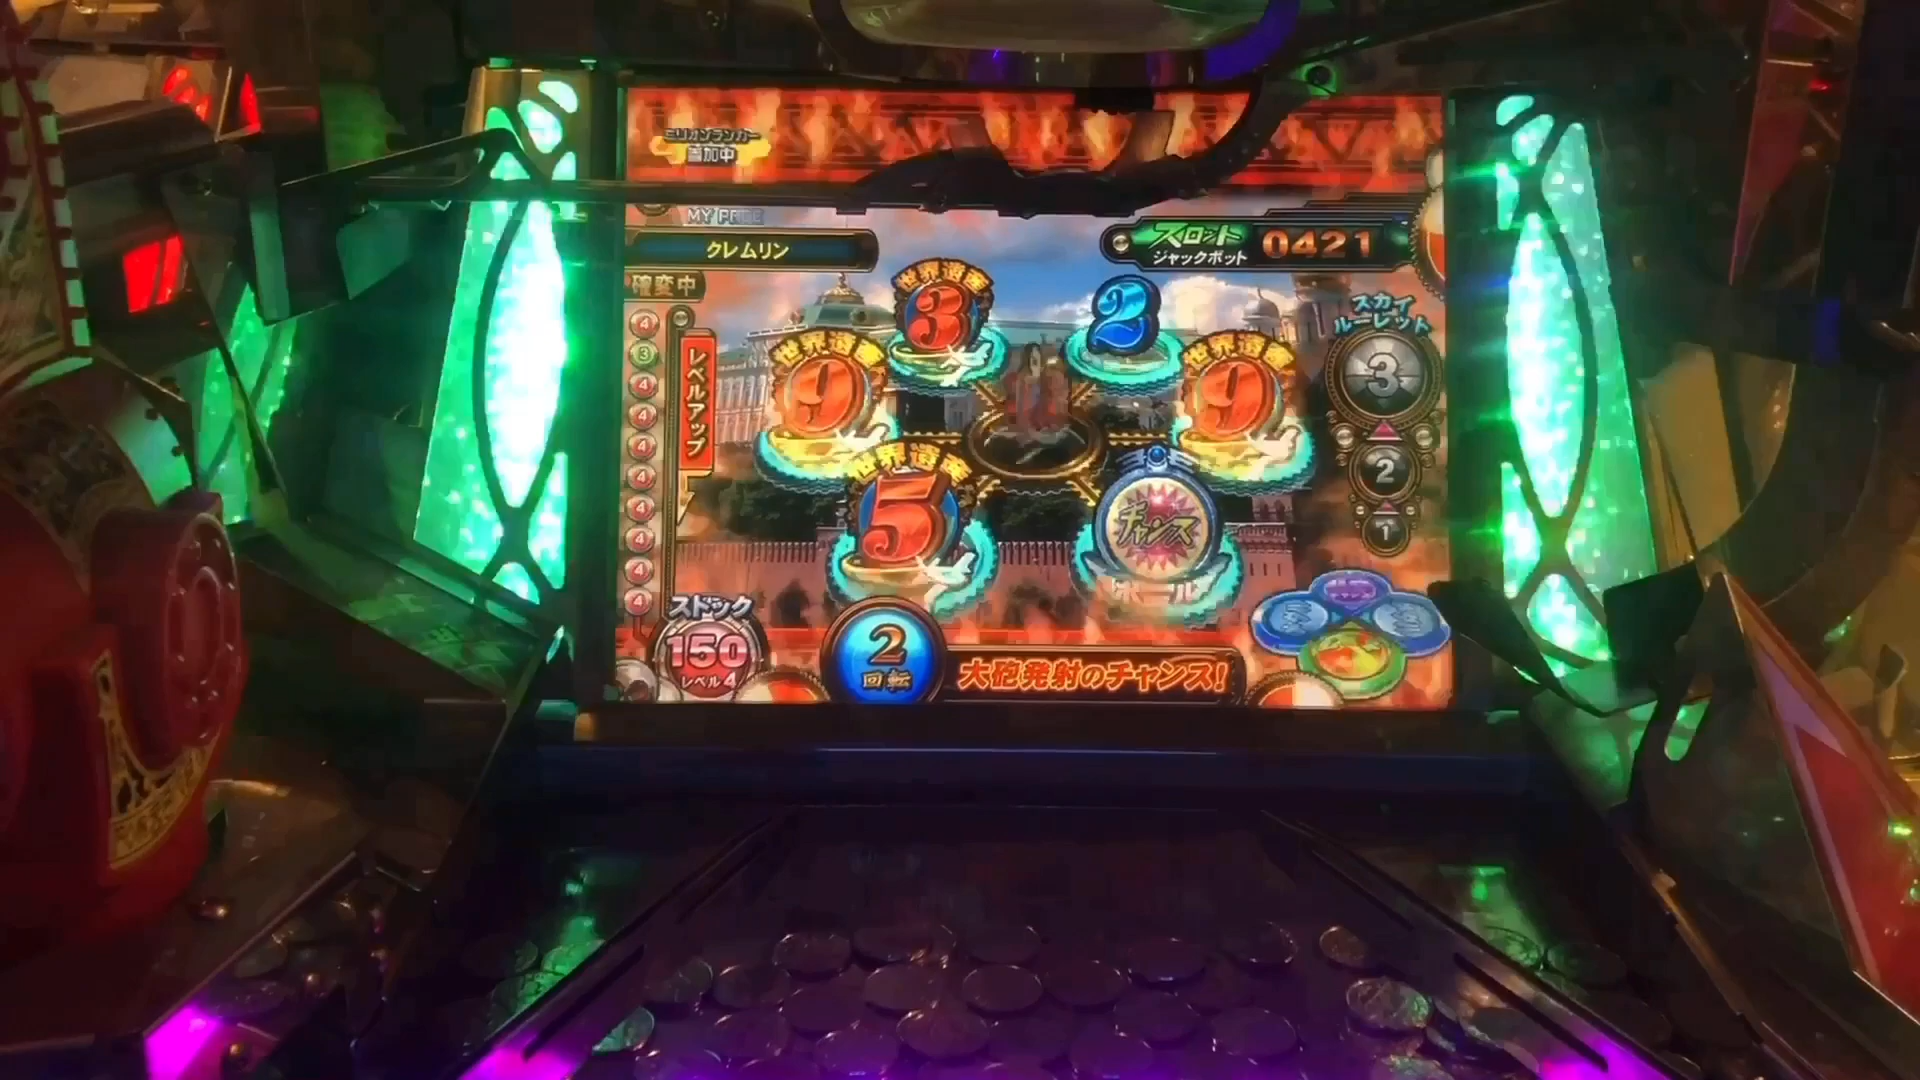 ミリオンランカー
参加中
MY FREE
クレムリン
スロット
ジャックポット 0421
確変中
世界遺産
3
2
スカイ
ルーレット
3
2
1
世界遺産
9
世界遺産
9
レベルアップ
4
3
4
4
4
4
4
4
4
4
世界遺産
5
チャンス
ボール
ストック
150
レベル4
2
回転
大砲発射のチャンス!